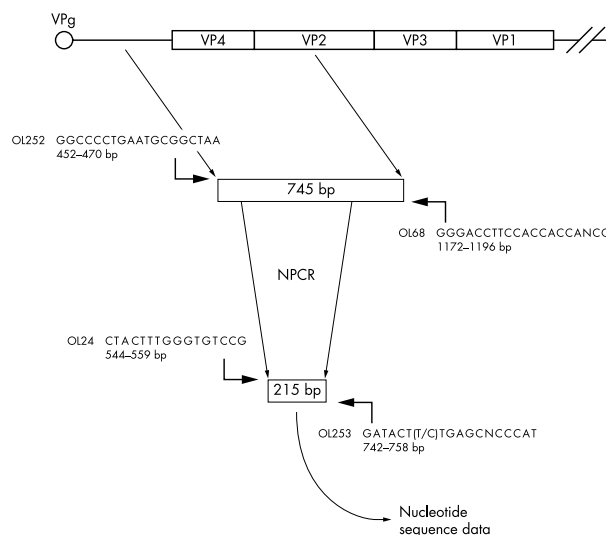 VPg
VP4 VP2 VP3 VP1
OL252 GGCCCCTGAATGCGGCTAA
452–470 bp
745 bp
OL68 GGGACCTTCCACCACCANCC
1172–1196 bp
NPCR
OL24 CTACTTTGGGTGTCCG
544–559 bp
215 bp
OL253 GATACT(T/C)TGAGCNCCCAT
742–758 bp
Nucleotide
sequence data